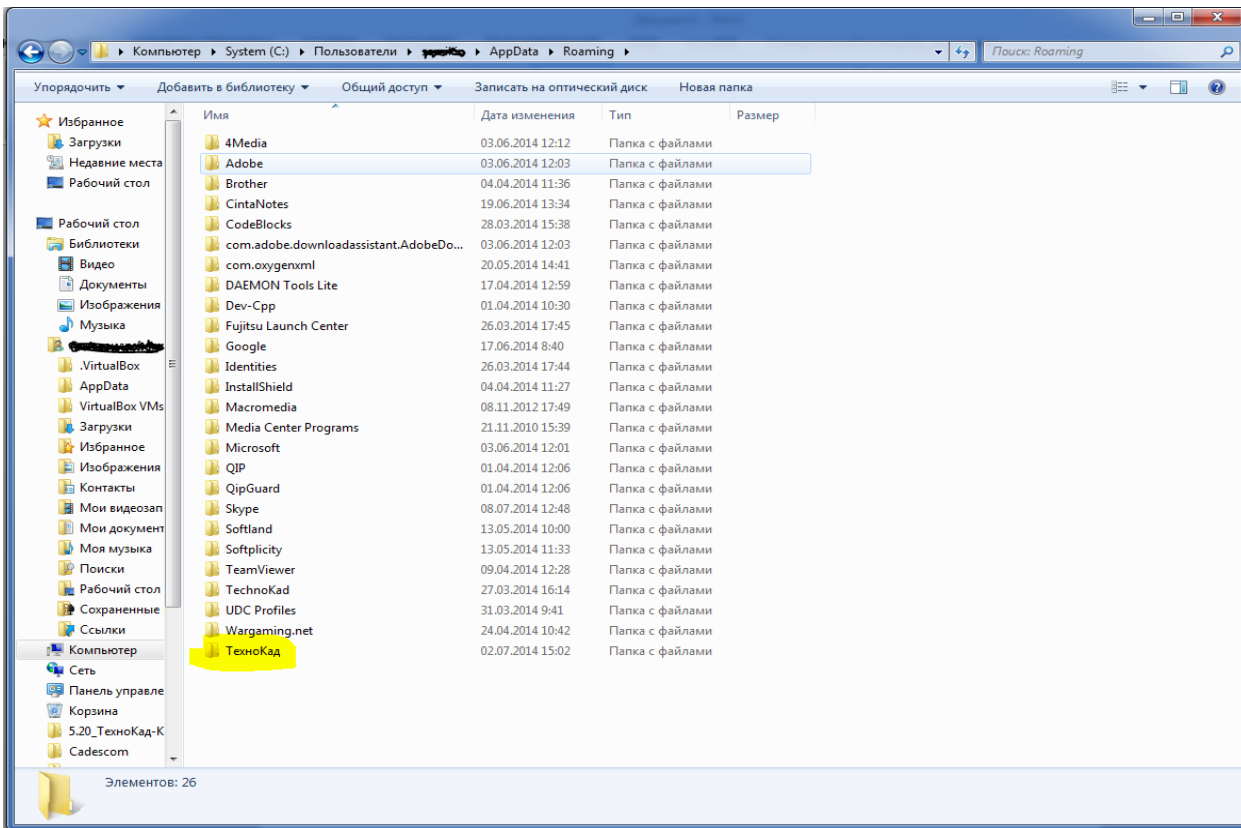 Компьютер ▸ System (C:) ▸ Пользователи ▸ ▸ AppData ▸ Roaming ▸
Поиск: Roaming
Упорядочить Добавить в библиотеку Общий доступ Записать на оптический диск Новая папка
Избранное
Загрузки
Недавние места
Рабочий стол
Рабочий стол
Библиотеки
Видео
Документы
Изображения
Музыка
.VirtualBox
AppData
VirtualBox VMs
Загрузки
Избранное
Изображения
Контакты
Мои видеозап
Мои документ
Моя музыка
Поиски
Рабочий стол
Сохраненные
Ссылки
Компьютер
Сеть
Панель управле
Корзина
5.20_ТехноКад-К
Cadescom
Имя Дата изменения Тип Размер
4Media 03.06.2014 12:12 Папка с файлами
Adobe 03.06.2014 12:03 Папка с файлами
Brother 04.04.2014 11:36 Папка с файлами
CintaNotes 19.06.2014 13:34 Папка с файлами
CodeBlocks 28.03.2014 15:38 Папка с файлами
com.adobe.downloadassistant.AdobeDo... 03.06.2014 12:03 Папка с файлами
com.oxygenxml 20.05.2014 14:41 Папка с файлами
DAEMON Tools Lite 17.04.2014 12:59 Папка с файлами
Dev-Cpp 01.04.2014 10:30 Папка с файлами
Fujitsu Launch Center 26.03.2014 17:45 Папка с файлами
Google 17.06.2014 8:40 Папка с файлами
Identities 26.03.2014 17:44 Папка с файлами
InstallShield 04.04.2014 11:27 Папка с файлами
Macromedia 08.11.2012 17:49 Папка с файлами
Media Center Programs 21.11.2010 15:39 Папка с файлами
Microsoft 03.06.2014 12:01 Папка с файлами
QIP 01.04.2014 12:06 Папка с файлами
QipGuard 01.04.2014 12:06 Папка с файлами
Skype 08.07.2014 12:48 Папка с файлами
Softland 13.05.2014 10:00 Папка с файлами
Softplicity 13.05.2014 11:33 Папка с файлами
TeamViewer 09.04.2014 12:28 Папка с файлами
TechnoKad 27.03.2014 16:14 Папка с файлами
UDC Profiles 31.03.2014 9:41 Папка с файлами
Wargaming.net 24.04.2014 10:42 Папка с файлами
ТехноКад 02.07.2014 15:02 Папка с файлами
Элементов: 26